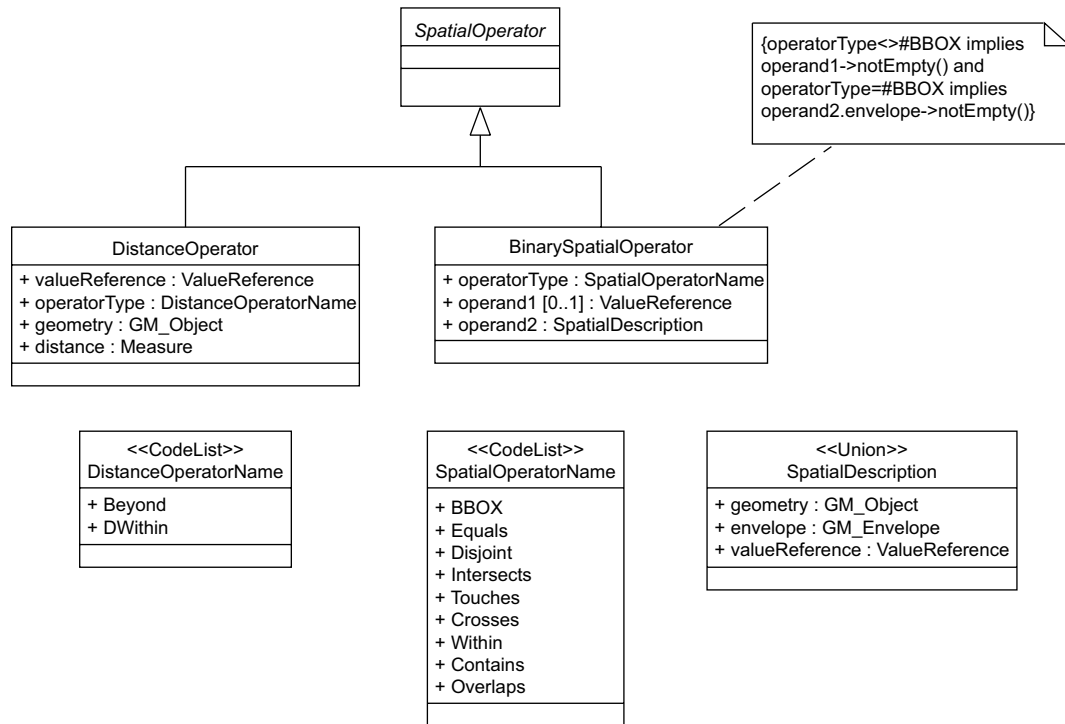 SpatialOperator
{operatorType<>#BBOX implies
operand1->notEmpty() and
operatorType=#BBOX implies
operand2.envelope->notEmpty()}
DistanceOperator
+ valueReference : ValueReference
+ operatorType : DistanceOperatorName
+ geometry : GM_Object
+ distance : Measure
BinarySpatialOperator
+ operatorType : SpatialOperatorName
+ operand1 [0..1] : ValueReference
+ operand2 : SpatialDescription
<<CodeList>>
DistanceOperatorName
+ Beyond
+ DWithin
<<CodeList>>
SpatialOperatorName
+ BBOX
+ Equals
+ Disjoint
+ Intersects
+ Touches
+ Crosses
+ Within
+ Contains
+ Overlaps
<<Union>>
SpatialDescription
+ geometry : GM_Object
+ envelope : GM_Envelope
+ valueReference : ValueReference